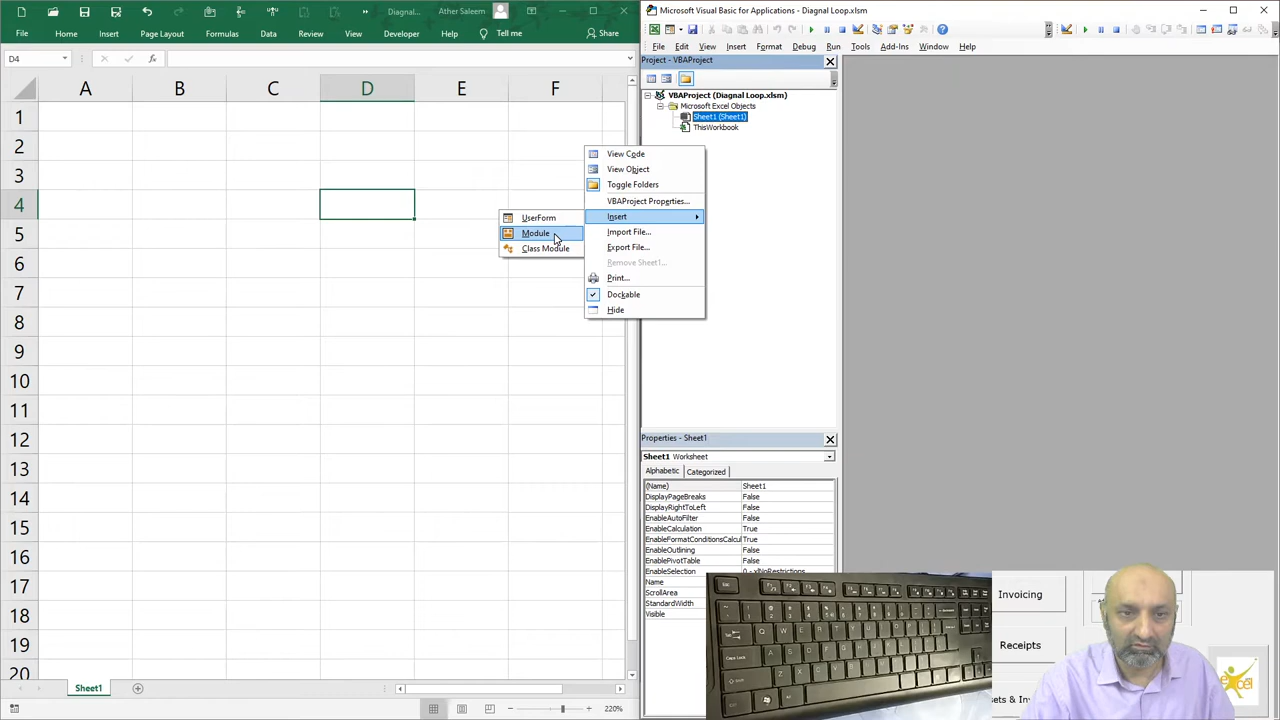 Diagnal...
Ather Saleem
File
Home
Insert
Page Layout
Formulas
Data
Review
View
Developer
Tell me
Share
D4
fx
A B C D E F
1
2
3
4
5
6
7
8
9
10
11
12
13
14
15
16
17
18
19
20
Sheet1
220%
Microsoft Visual Basic for Applications - Diagnal Loop.xlsm
File Edit View Insert Format Debug Run Tools Add-Ins Window Help
Project - VBAProject
VBAProject (Diagnal Loop.xlsm)
Microsoft Excel Objects
Sheet1 (Sheet1)
ThisWorkbook
View Code
View Object
Toggle Folders
VBAProject Properties...
Insert
Import File...
Export File...
Remove Sheet1...
Print...
Dockable
Hide
UserForm
Module
Class Module
Properties - Sheet1
Sheet1 Worksheet
Alphabetic Categorized
(Name) Sheet1
DisplayPageBreaks False
DisplayRightToLeft False
EnableAutoFilter False
EnableCalculation True
EnableFormatConditionsCalcul True
EnableOutlining False
EnablePivotTable False
EnableSelection 0 - xlNoRestrictions
Name
ScrollArea
StandardWidth
Visible
Invoicing
Receipts